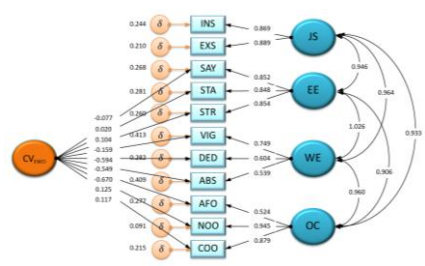 0.244 δ INS 0.869 JS
0.210 δ EXS 0.889
0.946
0.268 δ SAY 0.852
0.281 δ STA 0.848 EE 0.964
0.260 δ STR 0.854
-0.077
0.020
0.104
-0.159
-0.594
-0.549
-0.670
0.125
0.117
1.026 0.933
0.413 δ VIG 0.749
CV
0.282 δ DED 0.604 WE
δ ABS 0.539 0.906
0.960
0.409 δ AFO 0.524
0.277
0.091 δ NOO 0.945 OC
0.215 δ COO 0.879